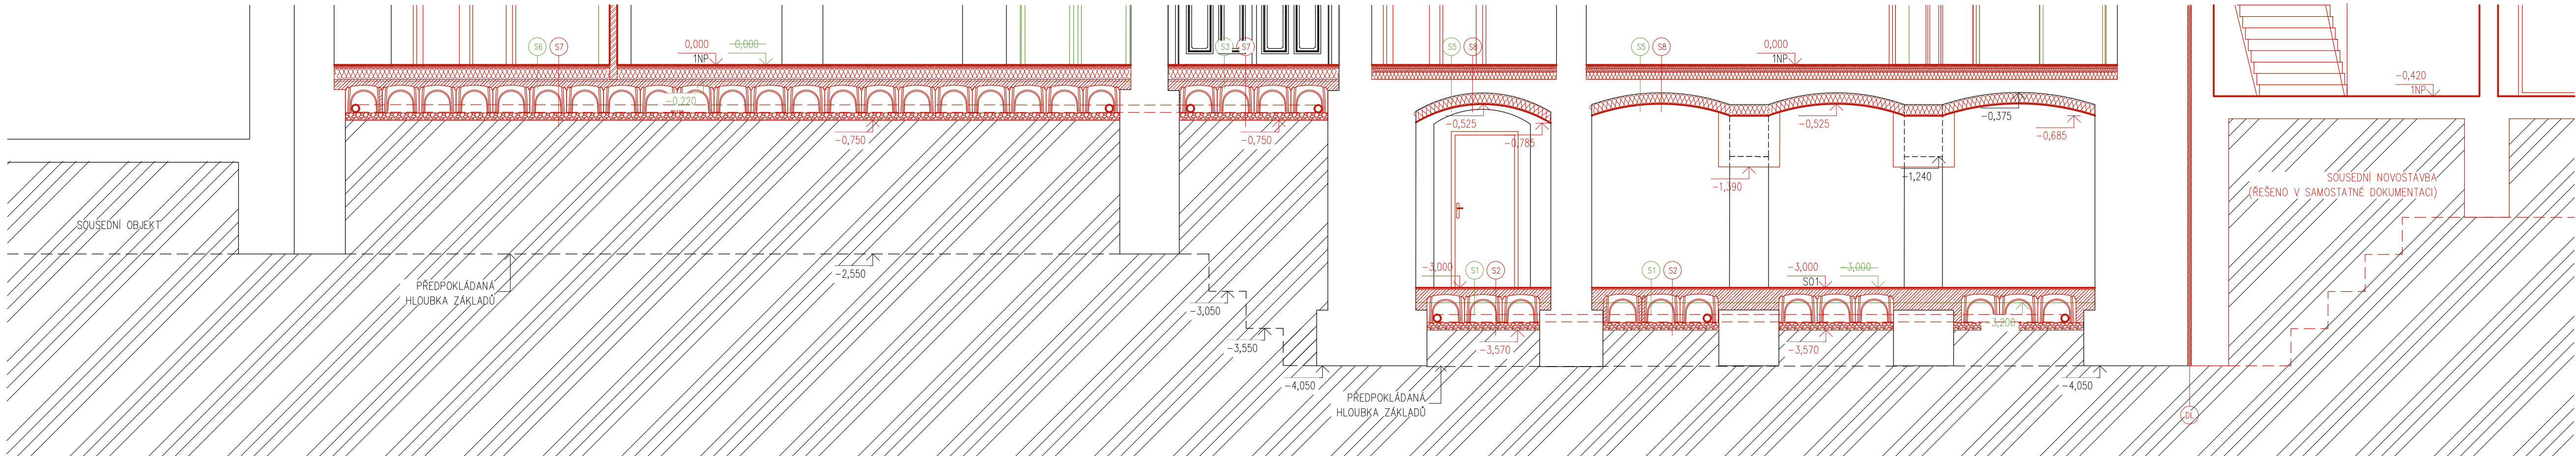 S6
S7
0,000
1NP
0,000
S3
S7
S5
S8
S5
S8
0,000
1NP
-0,420
1NP
-0,220
-0,750
-0,750
-0,525
-0,785
-0,525
-0,375
-0,685
-1,390
-1,240
SOUSEDNÍ NOVOSTAVBA
(ŘEŠENO V SAMOSTATNÉ DOKUMENTACI)
SOUSEDNÍ OBJEKT
PŘEDPOKLÁDANÁ
HLOUBKA ZÁKLADŮ
-2,550
-3,050
-3,550
-4,050
-3,000
S1
S2
S1
S2
-3,000
S01
-3,000
-3,200
-3,570
-3,570
PŘEDPOKLÁDANÁ
HLOUBKA ZÁKLADŮ
-4,050
DL